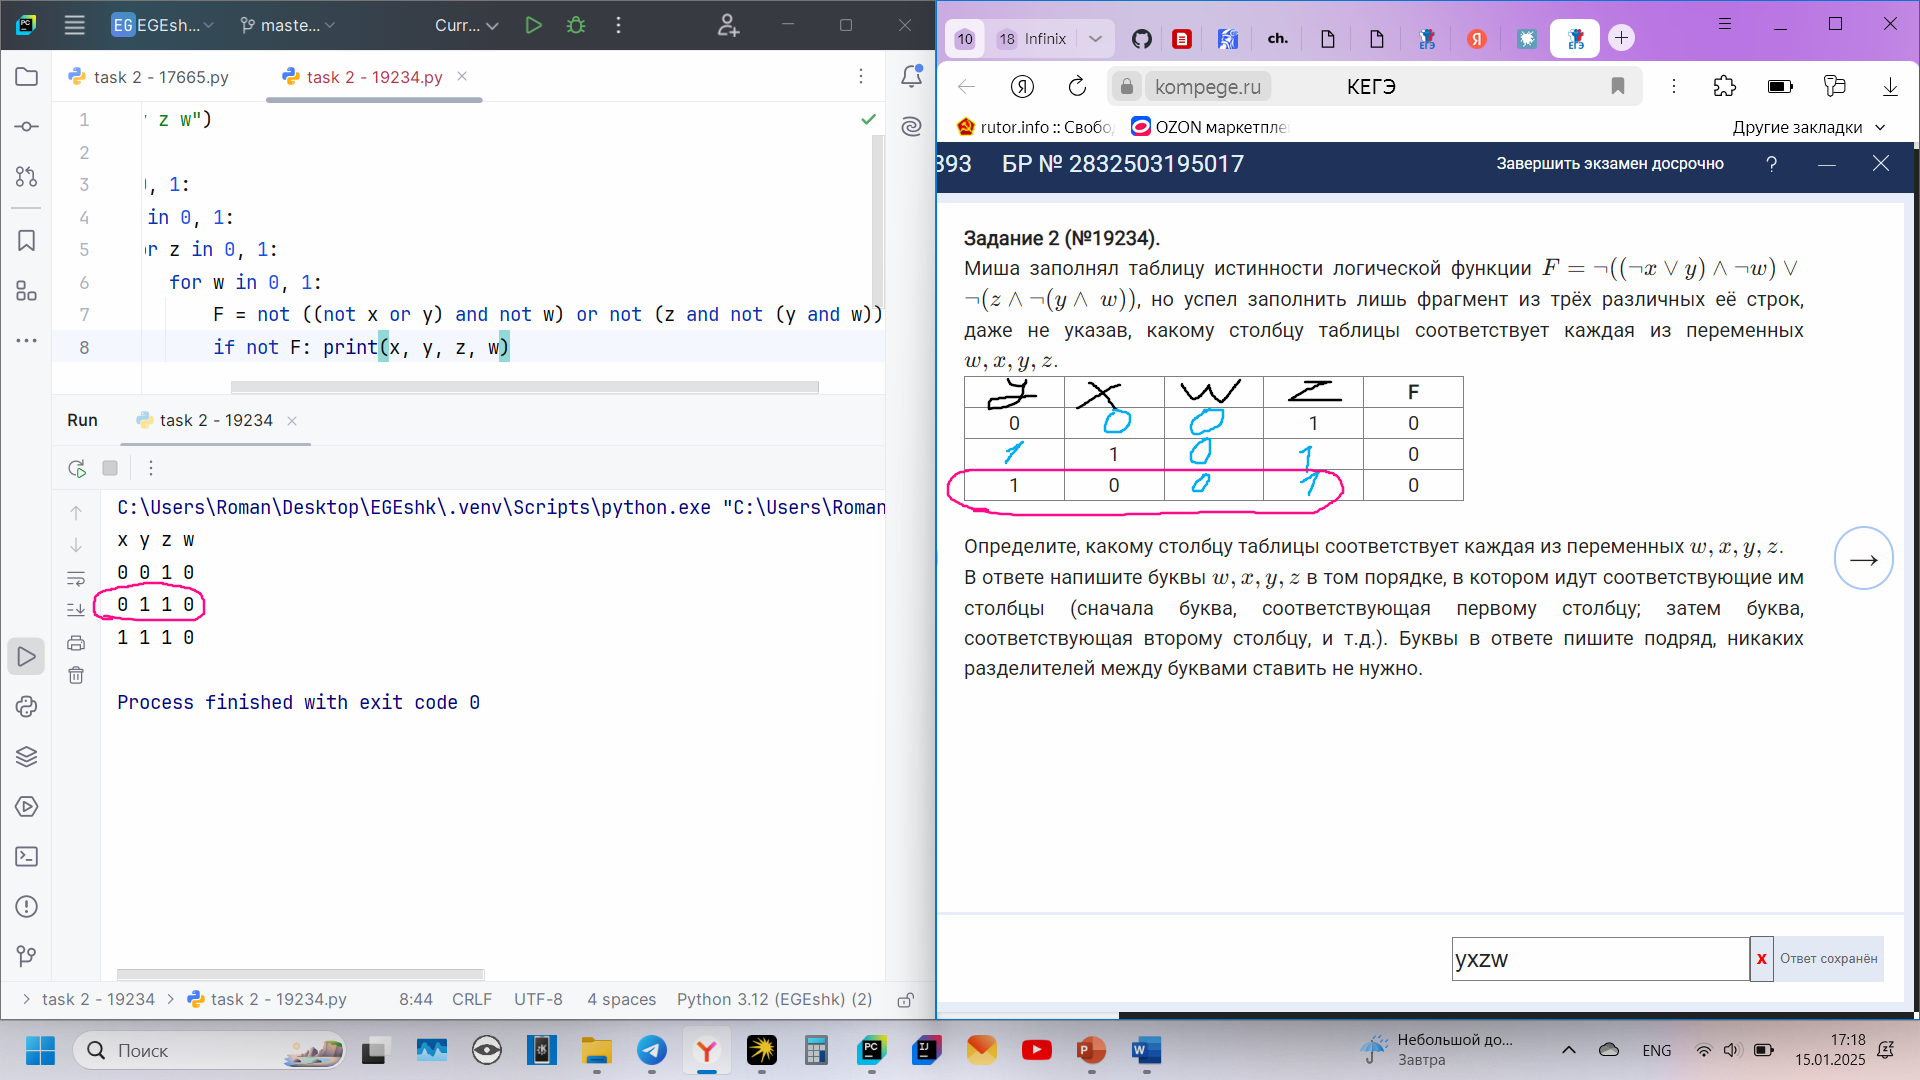 EG EGEsh... maste... Curr...
task 2 - 17665.py task 2 - 19234.py
1 z w")
2
3 , 1:
4 in 0, 1:
5 r z in 0, 1:
6 for w in 0, 1:
7 F = not ((not x or y) and not w) or not (z and not (y and w))
8 if not F: print(x, y, z, w)
Run task 2 - 19234
C:\Users\Roman\Desktop\EGEshk\.venv\Scripts\python.exe "C:\Users\Roman
x y z w
0 0 1 0
0 1 1 0
1 1 1 0
Process finished with exit code 0
task 2 - 19234 task 2 - 19234.py 8:44 CRLF UTF-8 4 spaces Python 3.12 (EGEshk) (2)
10 18 Infinix ch. ЕГЭ Я ЕГЭ
kompege.ru КЕГЭ
rutor.info :: Свобо OZON маркетпле Другие закладки
393 БР № 2832503195017 Завершить экзамен досрочно ?
Задание 2 (№19234).
Миша заполнял таблицу истинности логической функции F = ¬((¬x ∨ y) ∧ ¬w) ∨
¬(z ∧ ¬(y ∧ w)), но успел заполнить лишь фрагмент из трёх различных её строк,
даже не указав, какому столбцу таблицы соответствует каждая из переменных
w, x, y, z.
y x w z F
0 0 0 1 0
1 1 0 1 0
1 0 0 1 0
Определите, какому столбцу таблицы соответствует каждая из переменных w, x, y, z.
В ответе напишите буквы w, x, y, z в том порядке, в котором идут соответствующие им
столбцы (сначала буква, соответствующая первому столбцу; затем буква,
соответствующая второму столбцу, и т.д.). Буквы в ответе пишите подряд, никаких
разделителей между буквами ставить не нужно.
yxzw x Ответ сохранён
Поиск
Небольшой до...
Завтра
ENG
17:18
15.01.2025